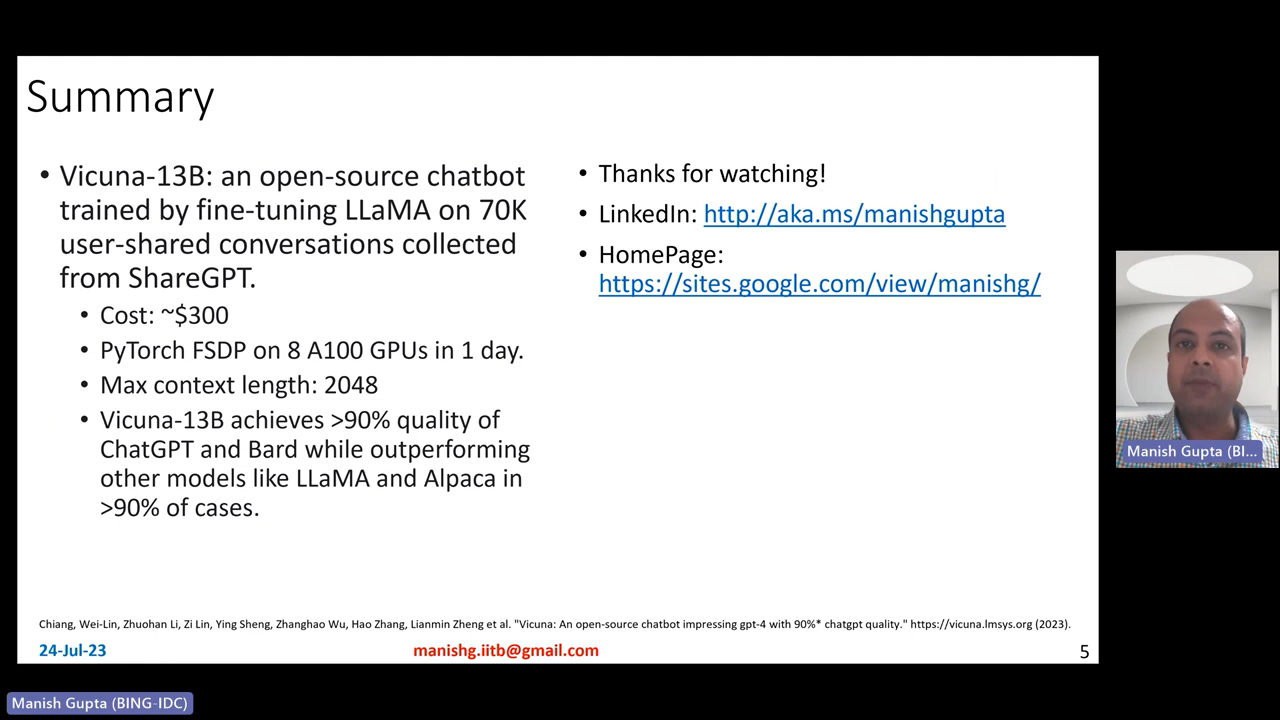 Summary
• Vicuna-13B: an open-source chatbot
trained by fine-tuning LLaMA on 70K
user-shared conversations collected
from ShareGPT.
• Cost: ~$300
• PyTorch FSDP on 8 A100 GPUs in 1 day.
• Max context length: 2048
• Vicuna-13B achieves >90% quality of
ChatGPT and Bard while outperforming
other models like LLaMA and Alpaca in
>90% of cases.
• Thanks for watching!
• LinkedIn: http://aka.ms/manishgupta
• HomePage:
https://sites.google.com/view/manishg/
Chiang, Wei-Lin, Zhuohan Li, Zi Lin, Ying Sheng, Zhanghao Wu, Hao Zhang, Lianmin Zheng et al. "Vicuna: An open-source chatbot impressing gpt-4 with 90%* chatgpt quality." https://vicuna.lmsys.org (2023).
24-Jul-23
manishg.iitb@gmail.com
5
Manish Gupta (BI...
Manish Gupta (BING-IDC)